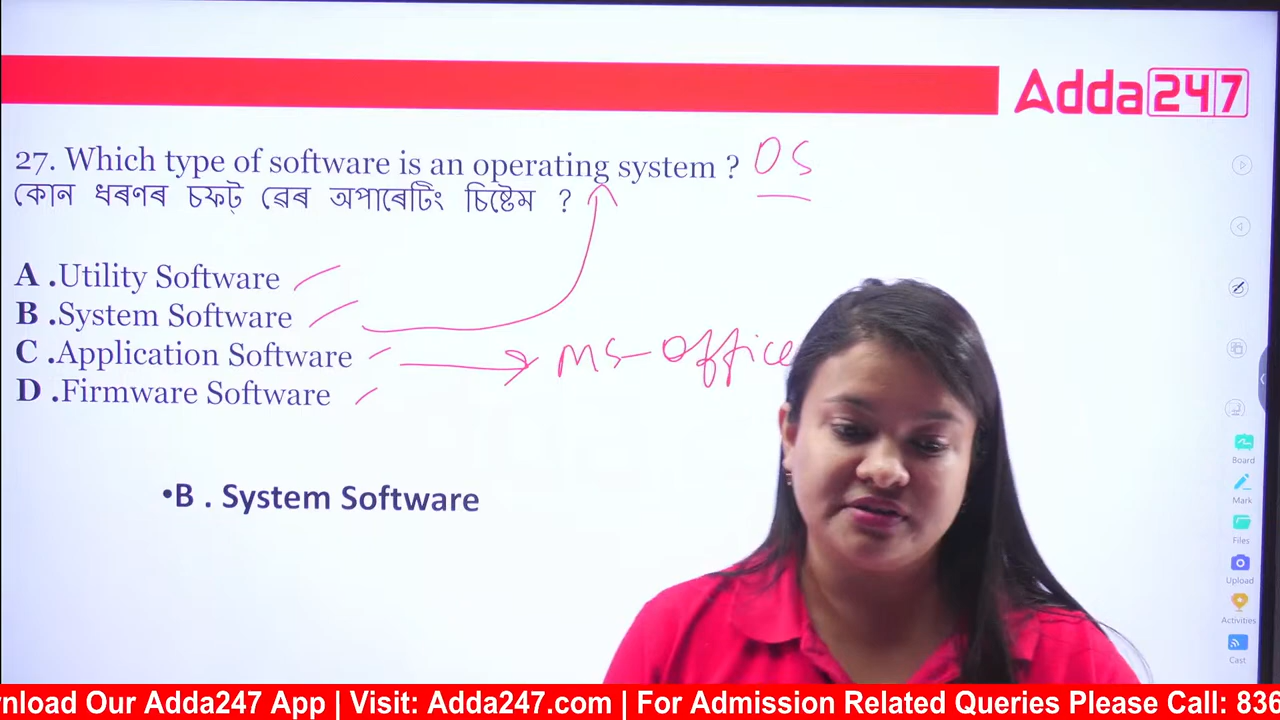 Adda247
27. Which type of software is an operating system ? OS
কোন ধৰণৰ চফট্ ৱেৰ অপাৰেটিং চিষ্টেম ?
A .Utility Software
B .System Software
C .Application Software → MS-Office
D .Firmware Software
•B . System Software
Board
Mark
Files
Upload
Activities
Cast
wnload Our Adda247 App | Visit: Adda247.com | For Admission Related Queries Please Call: 836